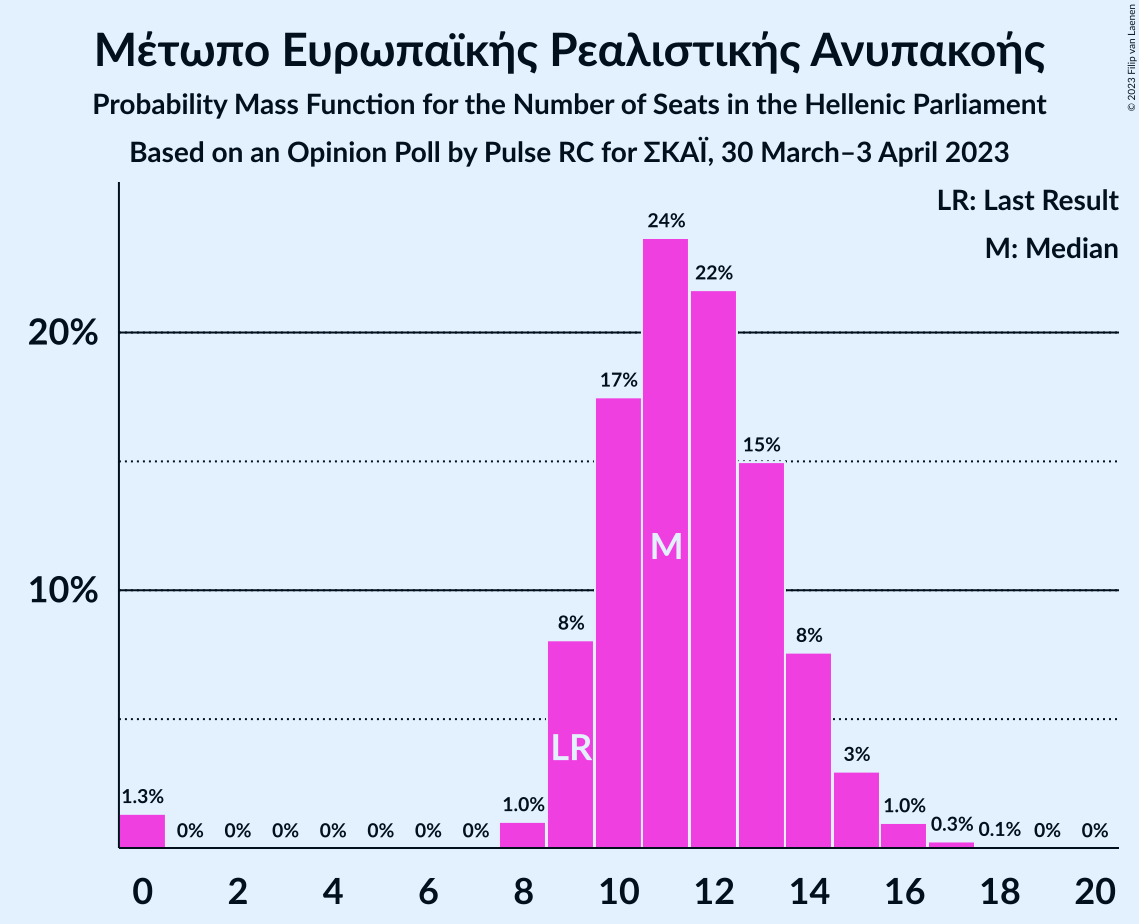 Μέτωπο Ευρωπαϊκής Ρεαλιστικής Ανυπακοής
Probability Mass Function for the Number of Seats in the Hellenic Parliament
Based on an Opinion Poll by Pulse RC for ΣΚΑΪ, 30 March–3 April 2023
© 2023 Filip van Laenen
LR: Last Result
M: Median
20%
10%
1.3%
0%
0%
0%
0%
0%
0%
0%
1.0%
8%
17%
24%
22%
15%
8%
3%
1.0%
0.3%
0.1%
0%
0%
LR
M
0 2 4 6 8 10 12 14 16 18 20